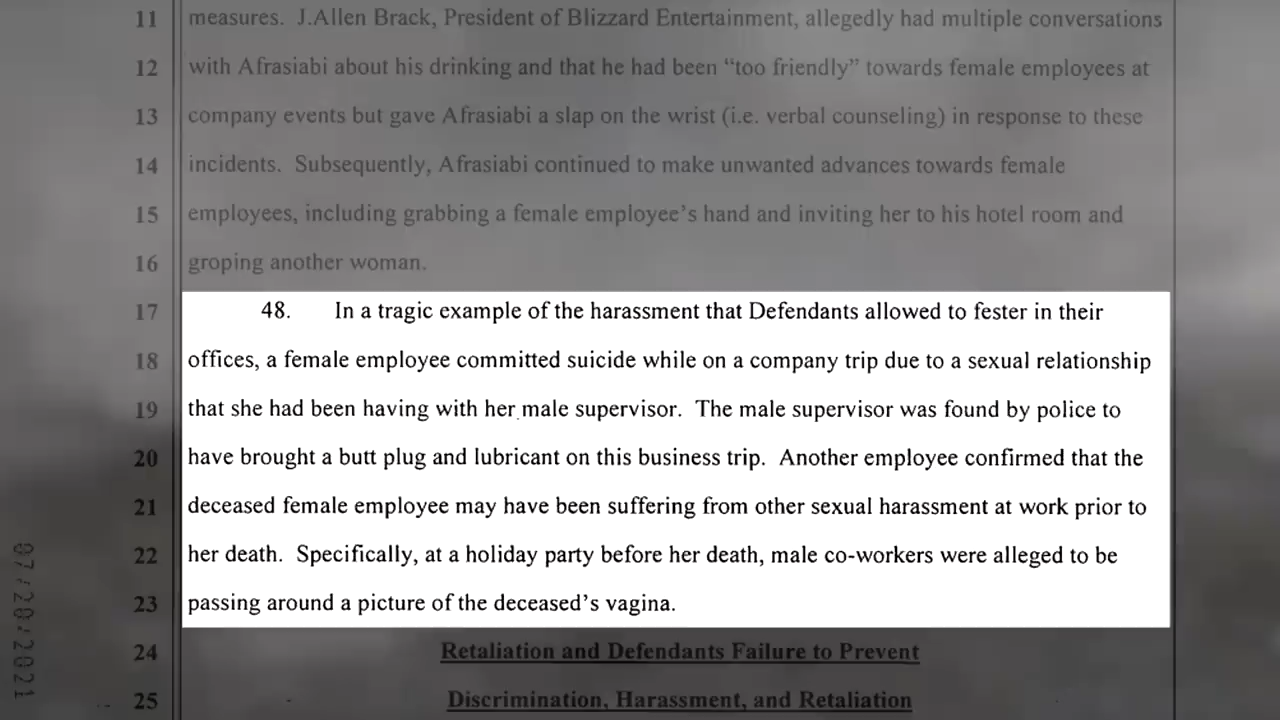 11 measures. J.Allen Brack, President of Blizzard Entertainment, allegedly had multiple conversations
12 with Afrasiabi about his drinking and that he had been “too friendly” towards female employees at
13 company events but gave Afrasiabi a slap on the wrist (i.e. verbal counseling) in response to these
14 incidents. Subsequently, Afrasiabi continued to make unwanted advances towards female
15 employees, including grabbing a female employee’s hand and inviting her to his hotel room and
16 groping another woman.
17 48. In a tragic example of the harassment that Defendants allowed to fester in their
18 offices, a female employee committed suicide while on a company trip due to a sexual relationship
19 that she had been having with her male supervisor. The male supervisor was found by police to
20 have brought a butt plug and lubricant on this business trip. Another employee confirmed that the
21 deceased female employee may have been suffering from other sexual harassment at work prior to
22 her death. Specifically, at a holiday party before her death, male co-workers were alleged to be
23 passing around a picture of the deceased’s vagina.
24 Retaliation and Defendants Failure to Prevent
25 Discrimination, Harassment, and Retaliation
07/20/2021